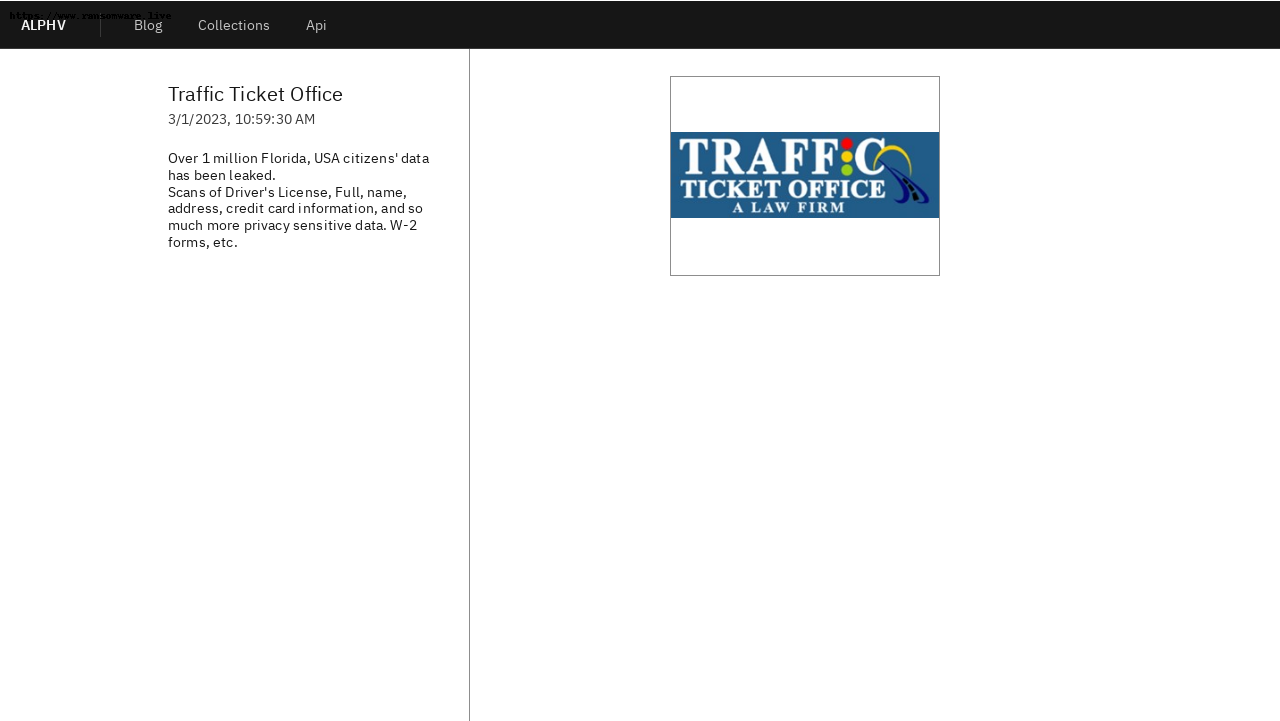 https://www.ransomware.live
ALPHV
Blog
Collections
Api
Traffic Ticket Office
3/1/2023, 10:59:30 AM
Over 1 million Florida, USA citizens' data
has been leaked.
Scans of Driver's License, Full, name,
address, credit card information, and so
much more privacy sensitive data. W-2
forms, etc.
TRAFFIC
TICKET OFFICE
A LAW FIRM